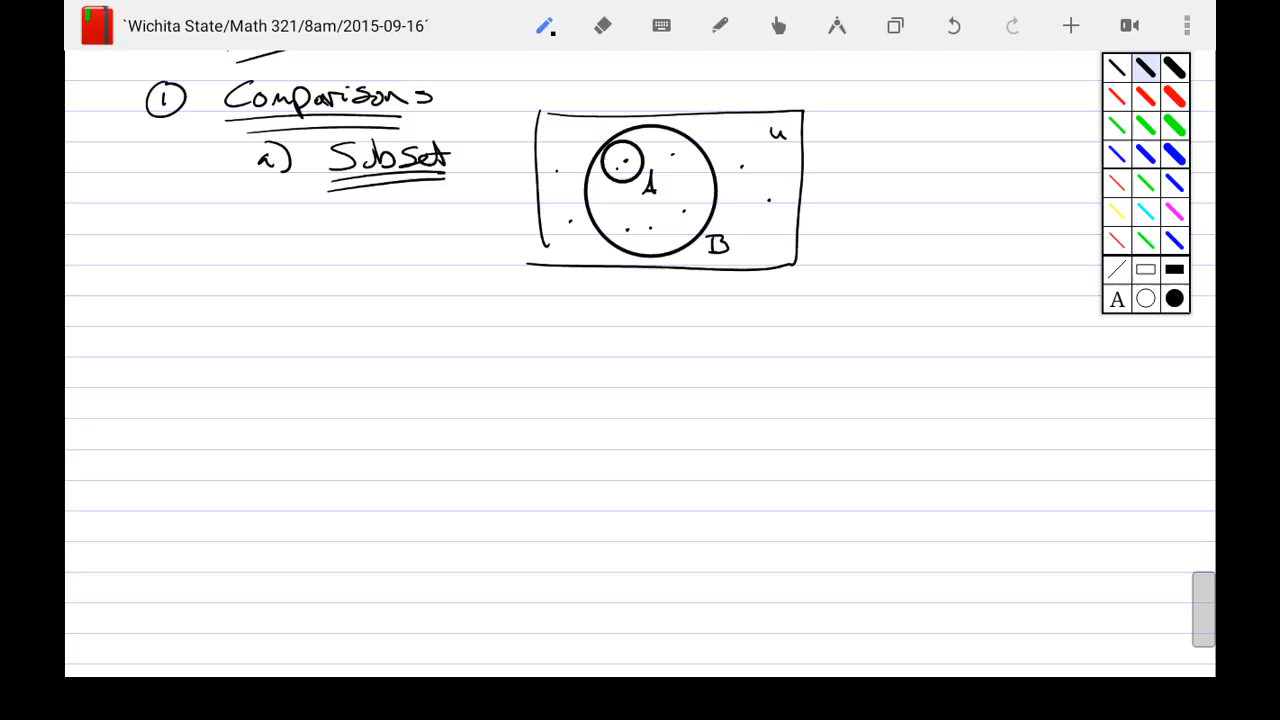 `Wichita State/Math 321/8am/2015-09-16´
① Comparisons
a) Subset
u
A
B
A